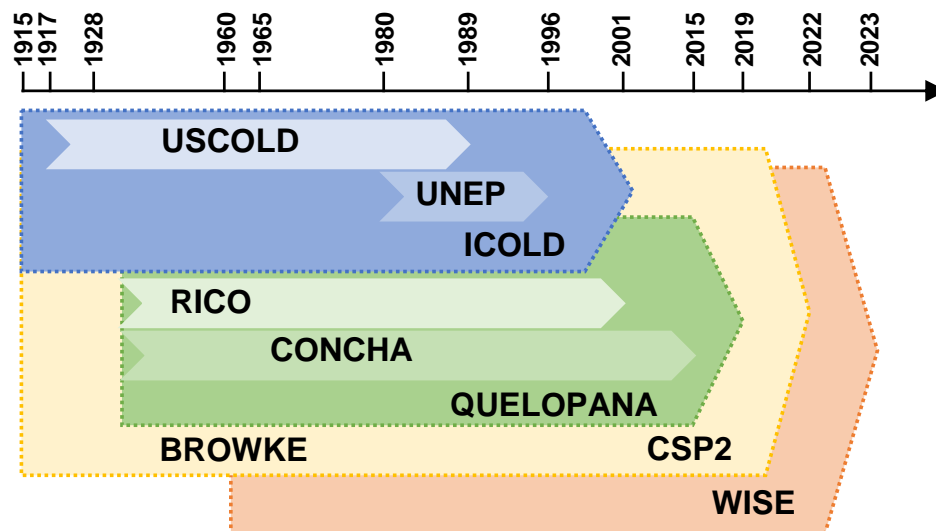 1915
1917
1928
1960
1965
1980
1989
1996
2001
2015
2019
2022
2023
USCOLD
UNEP
ICOLD
RICO
CONCHA
QUELOPANA
BROWKE
CSP2
WISE